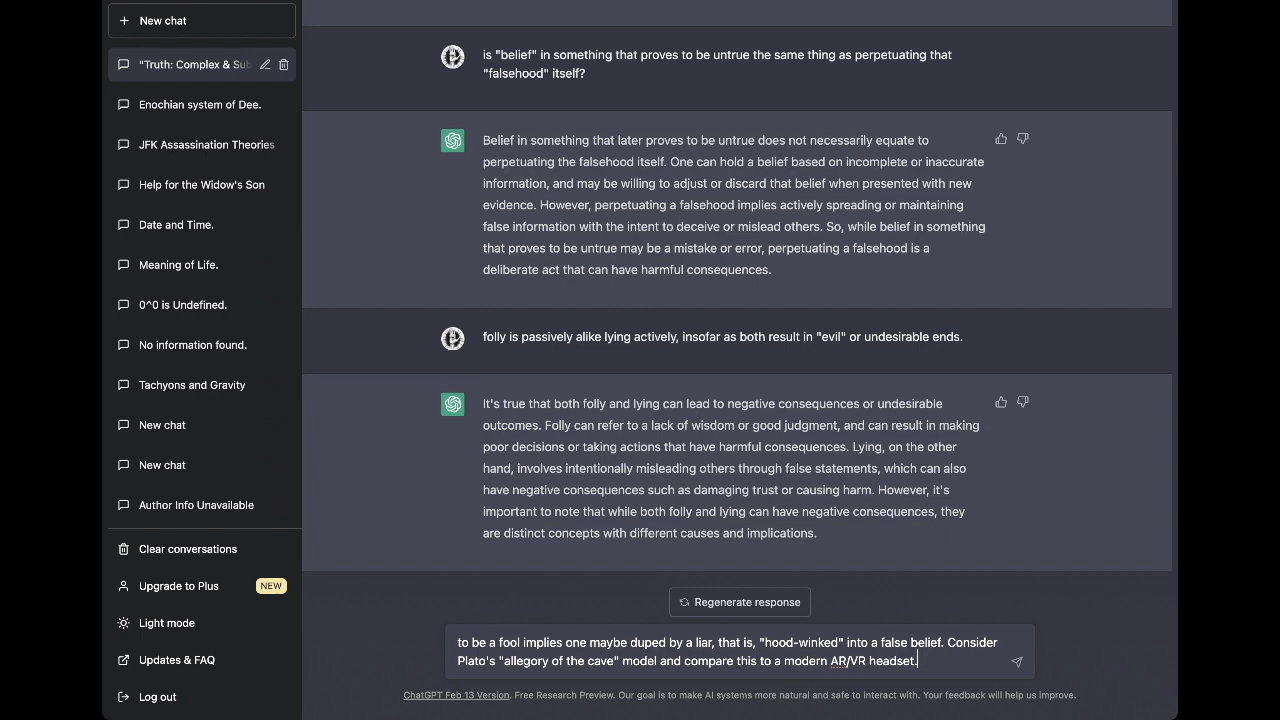 New chat
"Truth: Complex & Sub
Enochian system of Dee.
JFK Assassination Theories
Help for the Widow's Son
Date and Time.
Meaning of Life.
0^0 is Undefined.
No information found.
Tachyons and Gravity
New chat
New chat
Author Info Unavailable
Clear conversations
Upgrade to Plus NEW
Light mode
Updates & FAQ
Log out
is "belief" in something that proves to be untrue the same thing as perpetuating that
"falsehood" itself?
Belief in something that later proves to be untrue does not necessarily equate to
perpetuating the falsehood itself. One can hold a belief based on incomplete or inaccurate
information, and may be willing to adjust or discard that belief when presented with new
evidence. However, perpetuating a falsehood implies actively spreading or maintaining
false information with the intent to deceive or mislead others. So, while belief in something
that proves to be untrue may be a mistake or error, perpetuating a falsehood is a
deliberate act that can have harmful consequences.
folly is passively alike lying actively, insofar as both result in "evil" or undesirable ends.
It's true that both folly and lying can lead to negative consequences or undesirable
outcomes. Folly can refer to a lack of wisdom or good judgment, and can result in making
poor decisions or taking actions that have harmful consequences. Lying, on the other
hand, involves intentionally misleading others through false statements, which can also
have negative consequences such as damaging trust or causing harm. However, it's
important to note that while both folly and lying can have negative consequences, they
are distinct concepts with different causes and implications.
Regenerate response
to be a fool implies one maybe duped by a liar, that is, "hood-winked" into a false belief. Consider
Plato's "allegory of the cave" model and compare this to a modern AR/VR headset.
ChatGPT Feb 13 Version. Free Research Preview. Our goal is to make AI systems more natural and safe to interact with. Your feedback will help us improve.